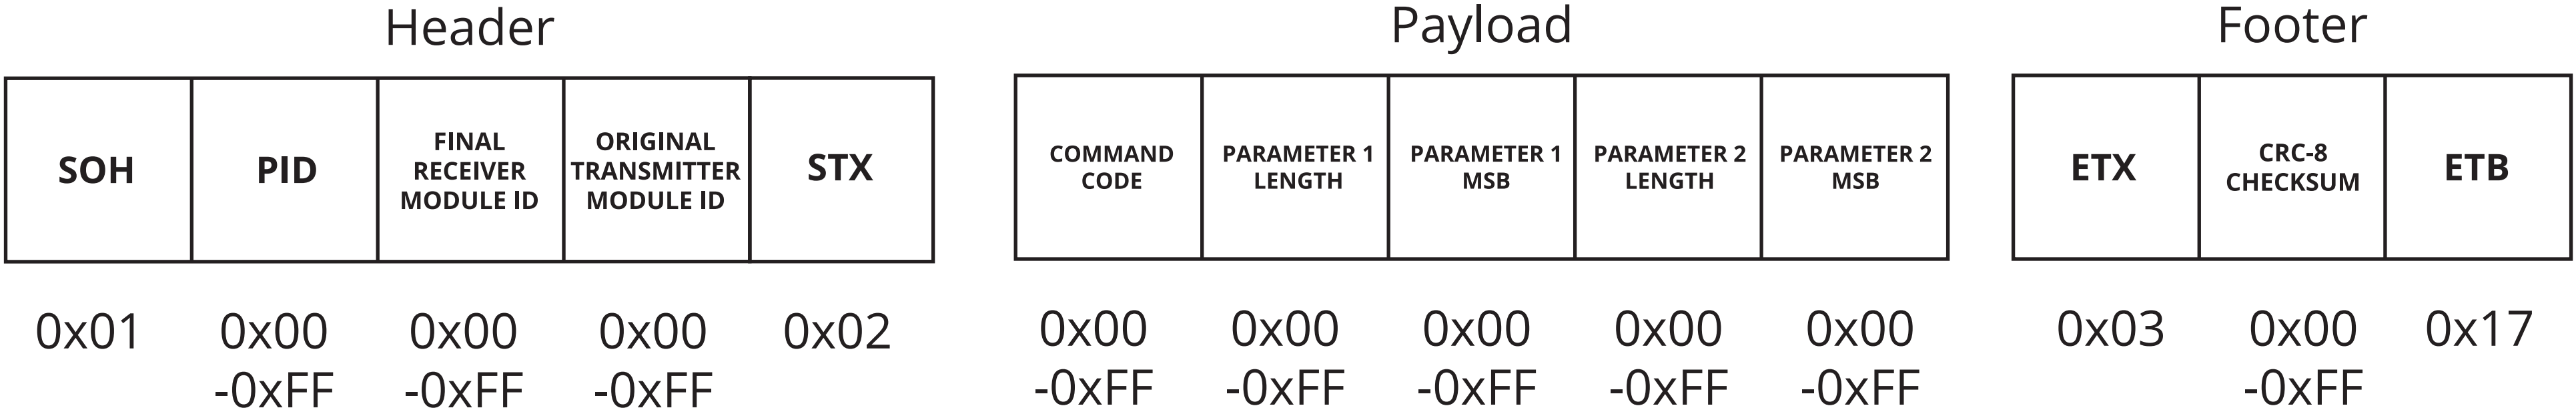 Header
SOH
PID
FINAL
RECEIVER
MODULE ID
ORIGINAL
TRANSMITTER
MODULE ID
STX
0x01
0x00
-0xFF
0x00
-0xFF
0x00
-0xFF
0x02
Payload
COMMAND
CODE
PARAMETER 1
LENGTH
PARAMETER 1
MSB
PARAMETER 2
LENGTH
PARAMETER 2
MSB
0x00
-0xFF
0x00
-0xFF
0x00
-0xFF
0x00
-0xFF
0x00
-0xFF
Footer
ETX
CRC-8
CHECKSUM
ETB
0x03
0x00
-0xFF
0x17